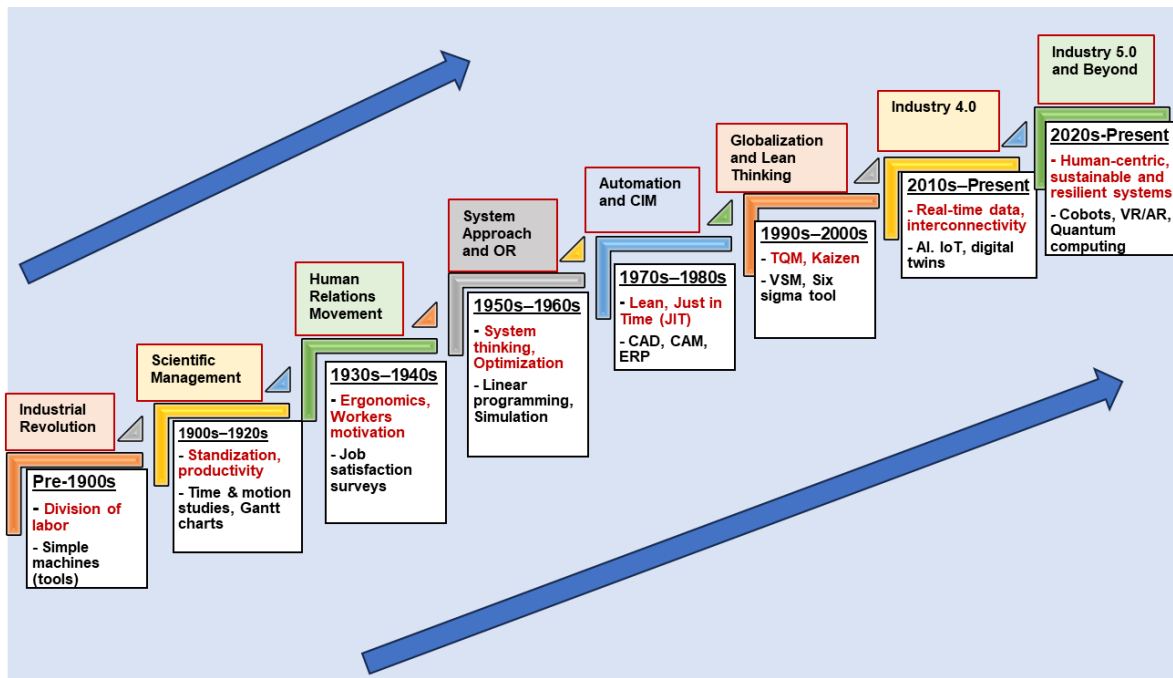 Industrial
Revolution
Pre-1900s
- Division of
labor
- Simple
machines
(tools)
Scientific
Management
1900s–1920s
- Standization,
productivity
- Time & motion
studies, Gantt
charts
Human
Relations
Movement
1930s–1940s
- Ergonomics,
Workers
motivation
- Job
satisfaction
surveys
System
Approach
and OR
1950s–1960s
- System
thinking,
Optimization
- Linear
programming,
Simulation
Automation
and CIM
1970s–1980s
- Lean, Just in
Time (JIT)
- CAD, CAM,
ERP
Globalization
and Lean
Thinking
1990s–2000s
- TQM, Kaizen
- VSM, Six
sigma tool
Industry 4.0
2010s–Present
- Real-time data,
interconnectivity
- AI. IoT, digital
twins
Industry 5.0
and Beyond
2020s-Present
- Human-centric,
sustainable and
resilient systems
- Cobots, VR/AR,
Quantum
computing